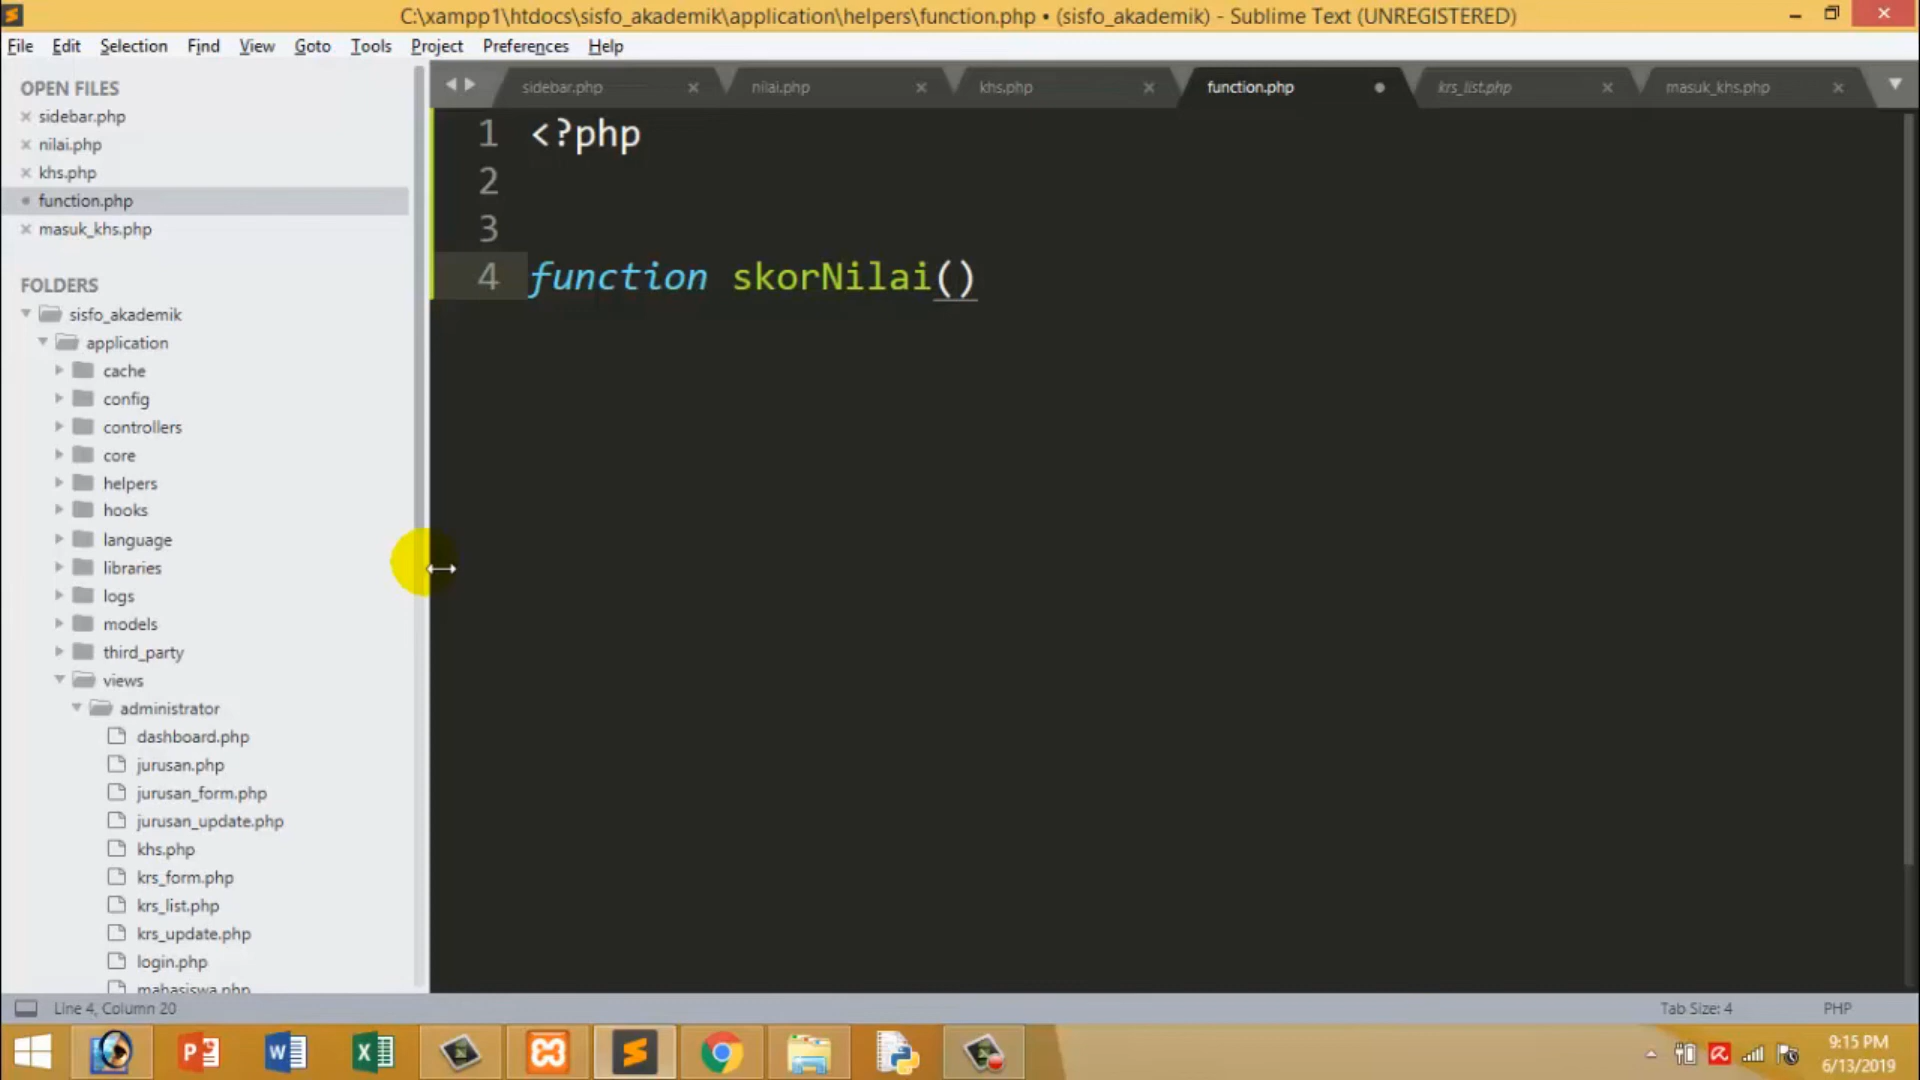 C:\xampp1\htdocs\sisfo_akademik\application\helpers\function.php • (sisfo_akademik) - Sublime Text (UNREGISTERED)
File Edit Selection Find View Goto Tools Project Preferences Help
OPEN FILES
sidebar.php
nilai.php
khs.php
function.php
masuk_khs.php
FOLDERS
sisfo_akademik
application
cache
config
controllers
core
helpers
hooks
language
libraries
logs
models
third_party
views
administrator
dashboard.php
jurusan.php
jurusan_form.php
jurusan_update.php
khs.php
krs_form.php
krs_list.php
krs_update.php
login.php
mahasiswa.php
sidebar.php nilai.php khs.php function.php krs_list.php masuk_khs.php
1 <?php
2
3
4 function skorNilai()
Line 4, Column 20
Tab Size: 4 PHP
9:15 PM
6/13/2019